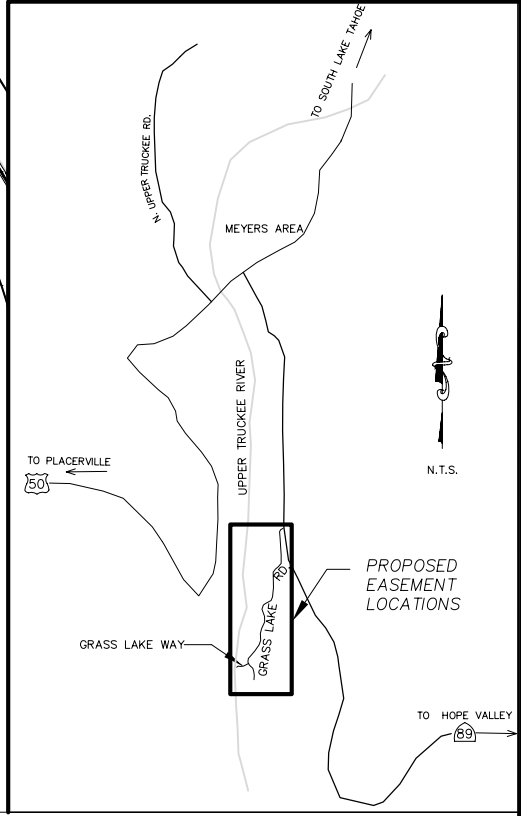 TO SOUTH LAKE TAHOE
N. UPPER TRUCKEE RD.
MEYERS AREA
UPPER TRUCKEE RIVER
N.T.S.
TO PLACERVILLE
50
PROPOSED
EASEMENT
LOCATIONS
GRASS LAKE RD.
GRASS LAKE WAY
TO HOPE VALLEY
89